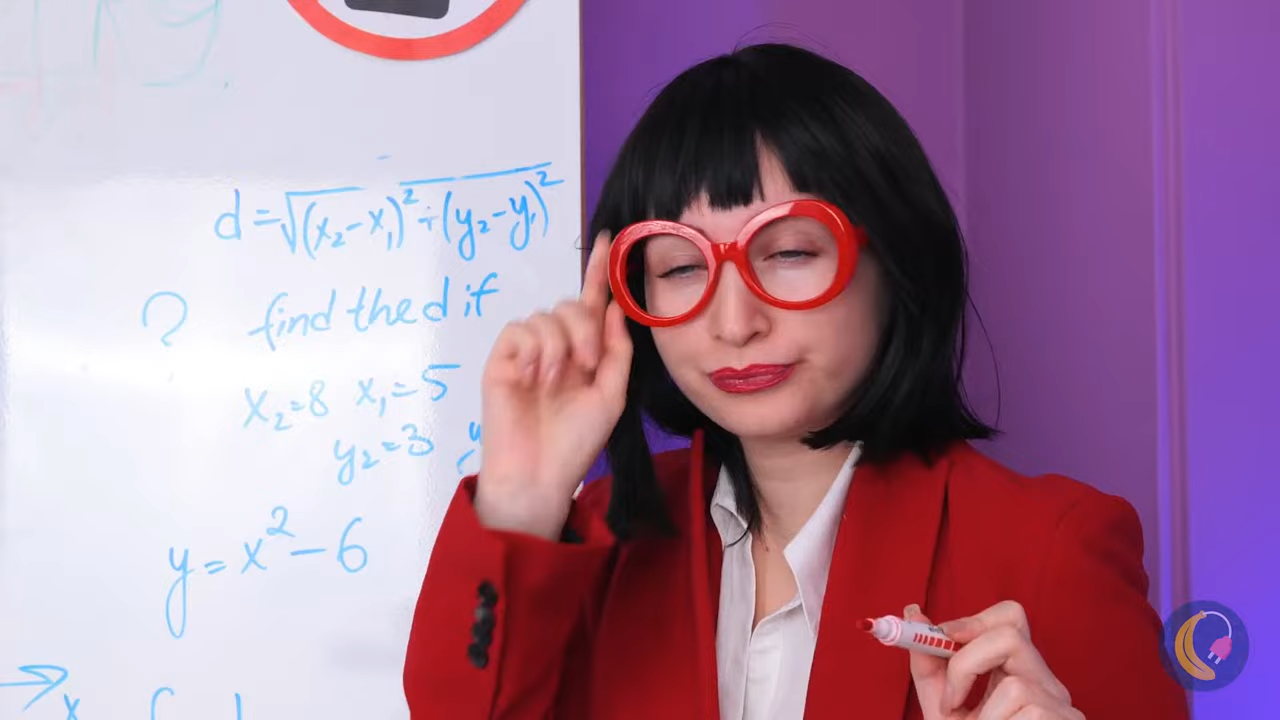 d=√(x₂-x₁)²÷(y₂-y₁)²
? find the d if
x₂=8 x₁=5
y₂=3 y
y=x²-6
→ x